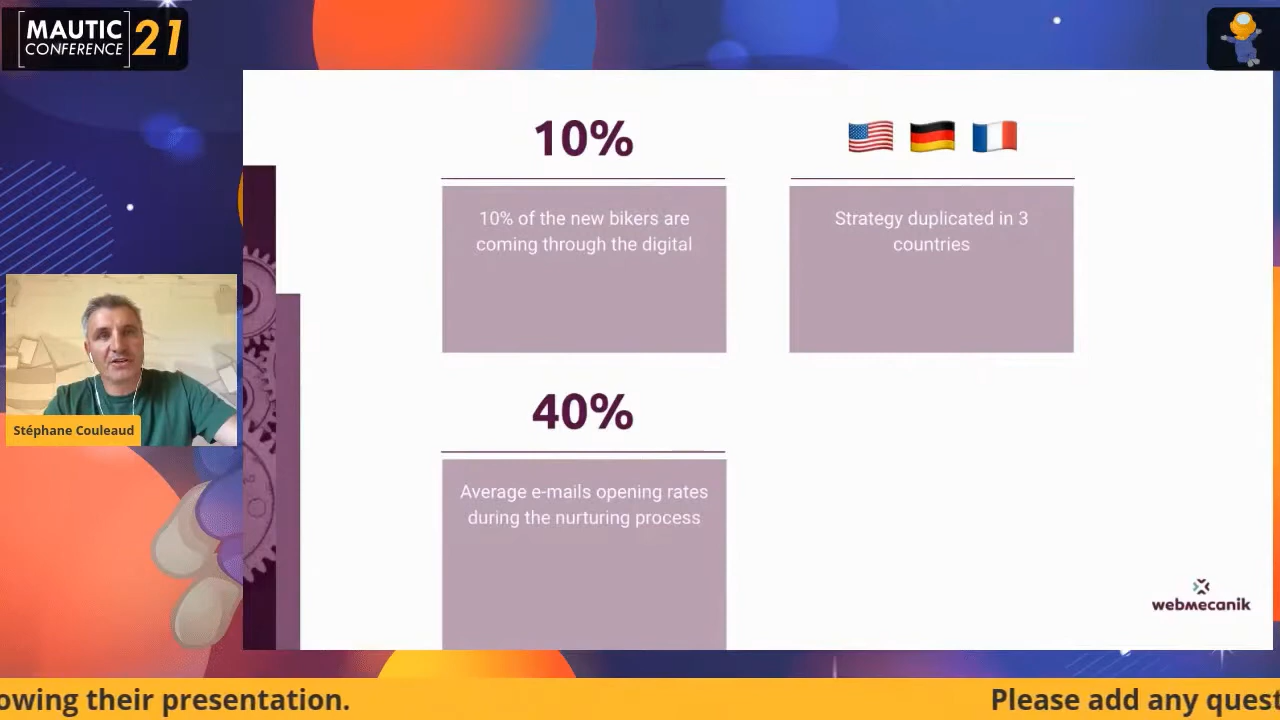 MAUTIC
CONFERENCE
21
10%
10% of the new bikers are
coming through the digital
Strategy duplicated in 3
countries
Stéphane Couleaud
40%
Average e-mails opening rates
during the nurturing process
webmecanik
owing their presentation.
Please add any quest